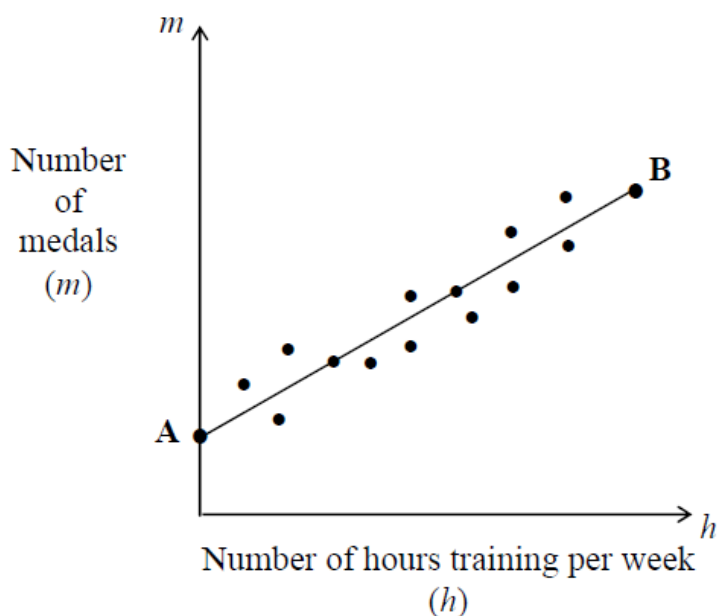 m
Number
of
medals
(m)
B
A
h
Number of hours training per week
(h)